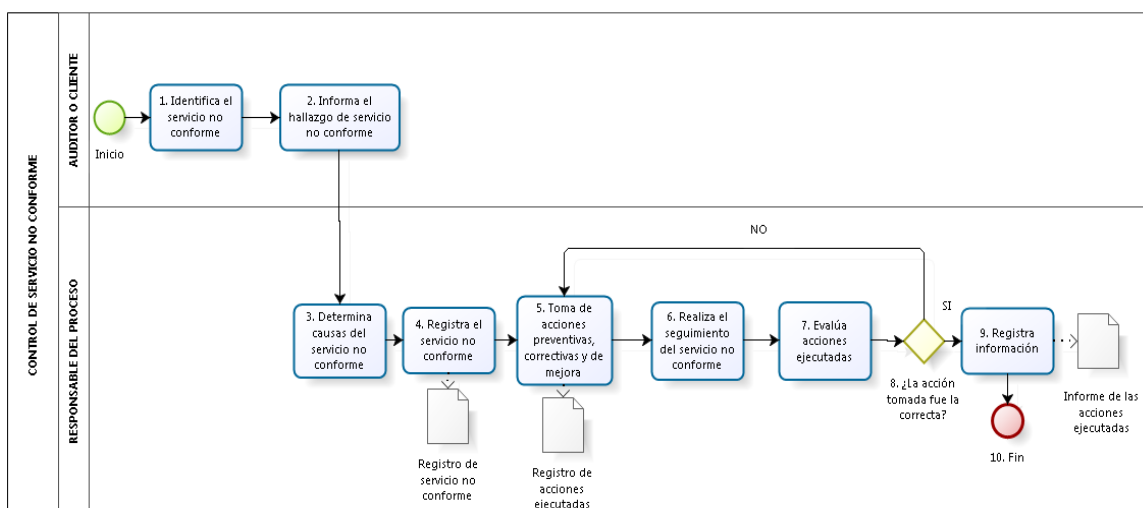 CONTROL DE SERVICIO NO CONFORME
AUDITOR O CLIENTE
Inicio
1. Identifica el
servicio no
conforme
2. Informa el
hallazgo de servicio
no conforme
RESPONSABLE DEL PROCESO
3. Determina
causas del
servicio no
conforme
4. Registra el
servicio no
conforme
Registro de
servicio no
conforme
5. Toma de
acciones
preventivas,
correctivas y de
mejora
Registro de
acciones
ejecutadas
6. Realiza el
seguimiento
del servicio no
conforme
7. Evalúa
acciones
ejecutadas
NO
8. ¿La acción
tomada fue la
correcta?
SI
9. Registra
información
Informe de las
acciones
ejecutadas
10. Fin